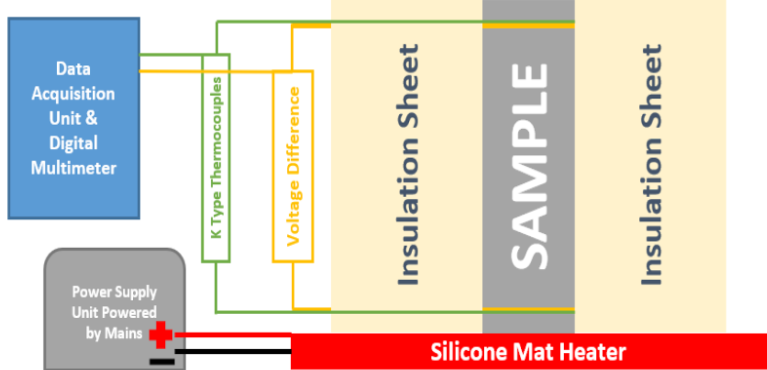 Data
Acquisition
Unit &
Digital
Multimeter
K Type Thermocouples
Voltage Difference
Insulation Sheet
SAMPLE
Insulation Sheet
Power Supply
Unit Powered
by Mains
+
−
Silicone Mat Heater